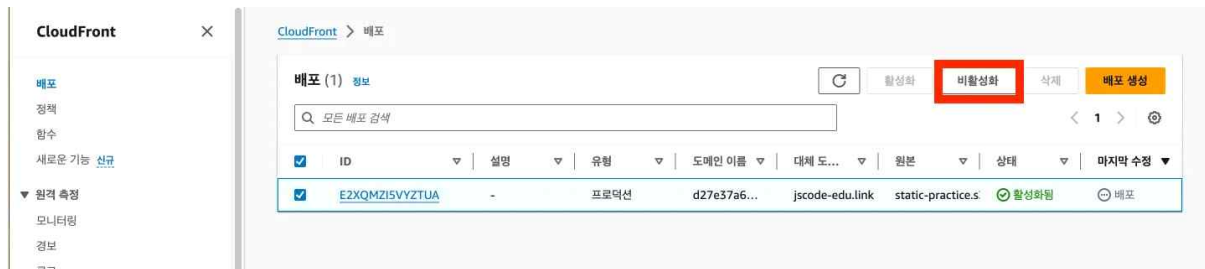 CloudFront
배포
정책
함수
새로운 기능 신규
원격 측정
모니터링
경보
CloudFront > 배포
배포 (1) 정보
활성화
비활성화
삭제
배포 생성
모든 배포 검색
1
ID 설명 유형 도메인 이름 대체 도... 원본 상태 마지막 수정
E2XQMZI5VYZTUA - 프로덕션 d27e37a6... jscode-edu.link static-practice.s 활성화됨 배포